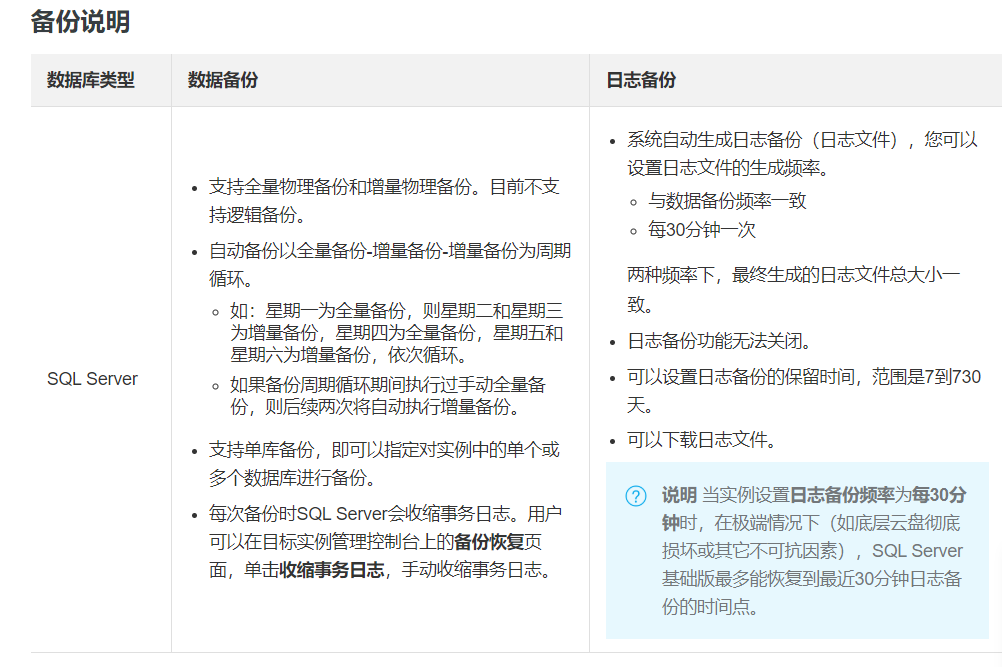 备份说明
数据库类型
数据备份
日志备份
SQL Server
支持全量物理备份和增量物理备份。目前不支
持逻辑备份。
自动备份以全量备份-增量备份-增量备份为周期
循环。
如：星期一为全量备份，则星期二和星期三
为增量备份，星期四为全量备份，星期五和
星期六为增量备份，依次循环。
如果备份周期循环期间执行过手动全量备
份，则后续两次将自动执行增量备份。
支持单库备份，即可以指定对实例中的单个或
多个数据库进行备份。
每次备份时SQL Server会收缩事务日志。用户
可以在目标实例管理控制台上的备份恢复页
面，单击收缩事务日志，手动收缩事务日志。
系统自动生成日志备份（日志文件），您可以
设置日志文件的生成频率。
与数据备份频率一致
每30分钟一次
两种频率下，最终生成的日志文件总大小一
致。
日志备份功能无法关闭。
可以设置日志备份的保留时间，范围是7到730
天。
可以下载日志文件。
说明 当实例设置日志备份频率为每30分
钟时，在极端情况下（如底层云盘彻底
损坏或其它不可抗因素），SQL Server
基础版最多能恢复到最近30分钟日志备
份的时间点。